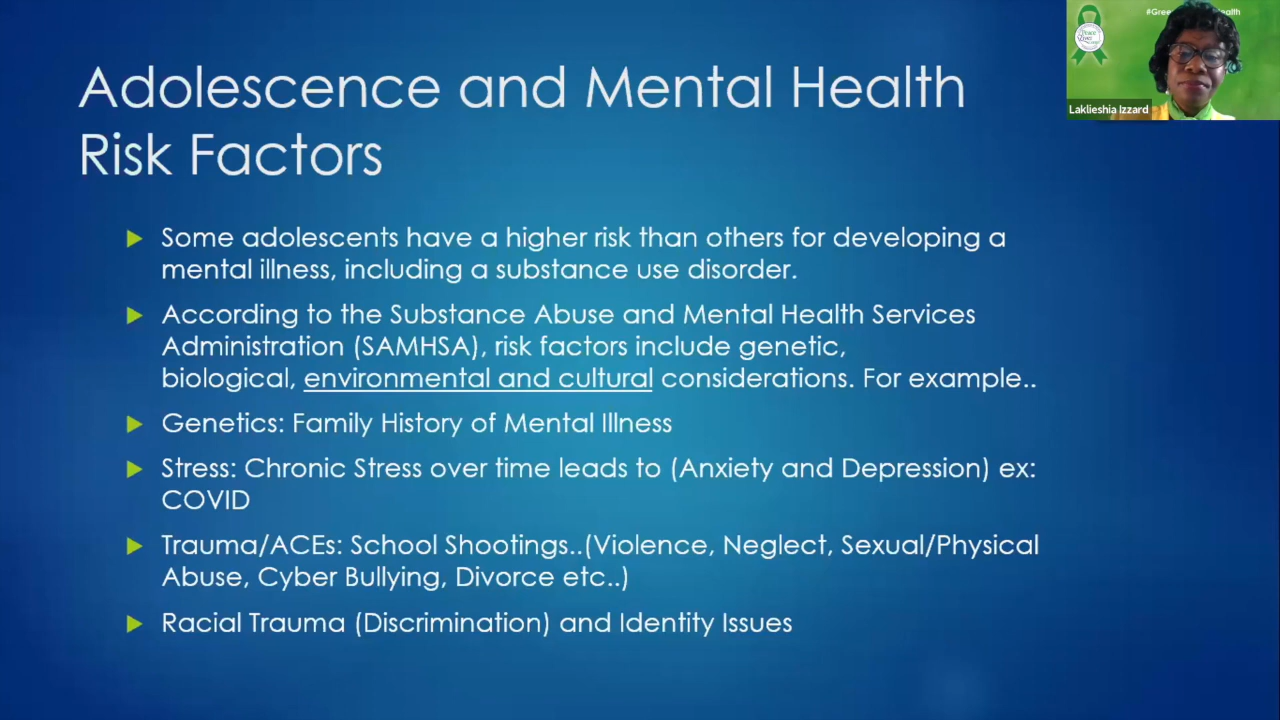 Adolescence and Mental Health
Risk Factors
Some adolescents have a higher risk than others for developing a
mental illness, including a substance use disorder.
According to the Substance Abuse and Mental Health Services
Administration (SAMHSA), risk factors include genetic,
biological, environmental and cultural considerations. For example..
Genetics: Family History of Mental Illness
Stress: Chronic Stress over time leads to (Anxiety and Depression) ex:
COVID
Trauma/ACEs: School Shootings..(Violence, Neglect, Sexual/Physical
Abuse, Cyber Bullying, Divorce etc..)
Racial Trauma (Discrimination) and Identity Issues
Laklieshia Izzard